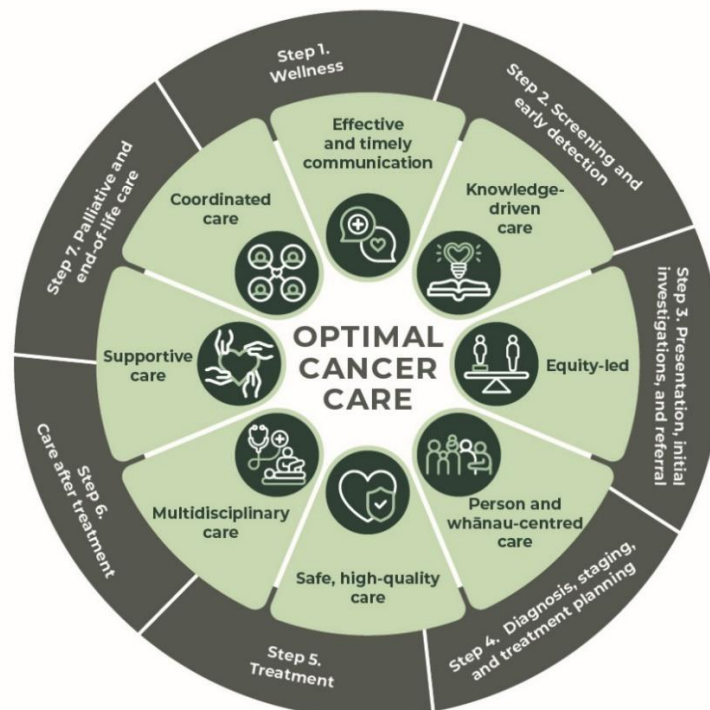 Step 1.
Wellness
Step 2. Screening and
early detection
Step 3. Presentation, initial
investigations, and referral
Step 4. Diagnosis, staging,
and treatment planning
Step 5.
Treatment
Step 6.
Care after treatment
Step 7. Palliative and
end-of-life care
Effective
and timely
communication
Knowledge-
driven
care
Equity-led
Person and
whānau-centred
care
Safe, high-quality
care
Multidisciplinary
care
Supportive
care
Coordinated
care
OPTIMAL
CANCER
CARE